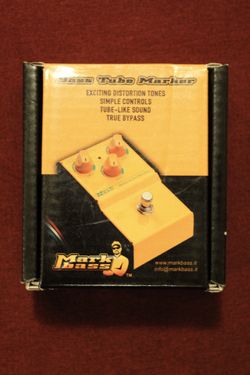 Bass Tube Marker
EXCITING DISTORTION TONES
SIMPLE CONTROLS
TUBE-LIKE SOUND
TRUE BYPASS
Mark
bass
TM
www.markbass.it
info@markbass.it